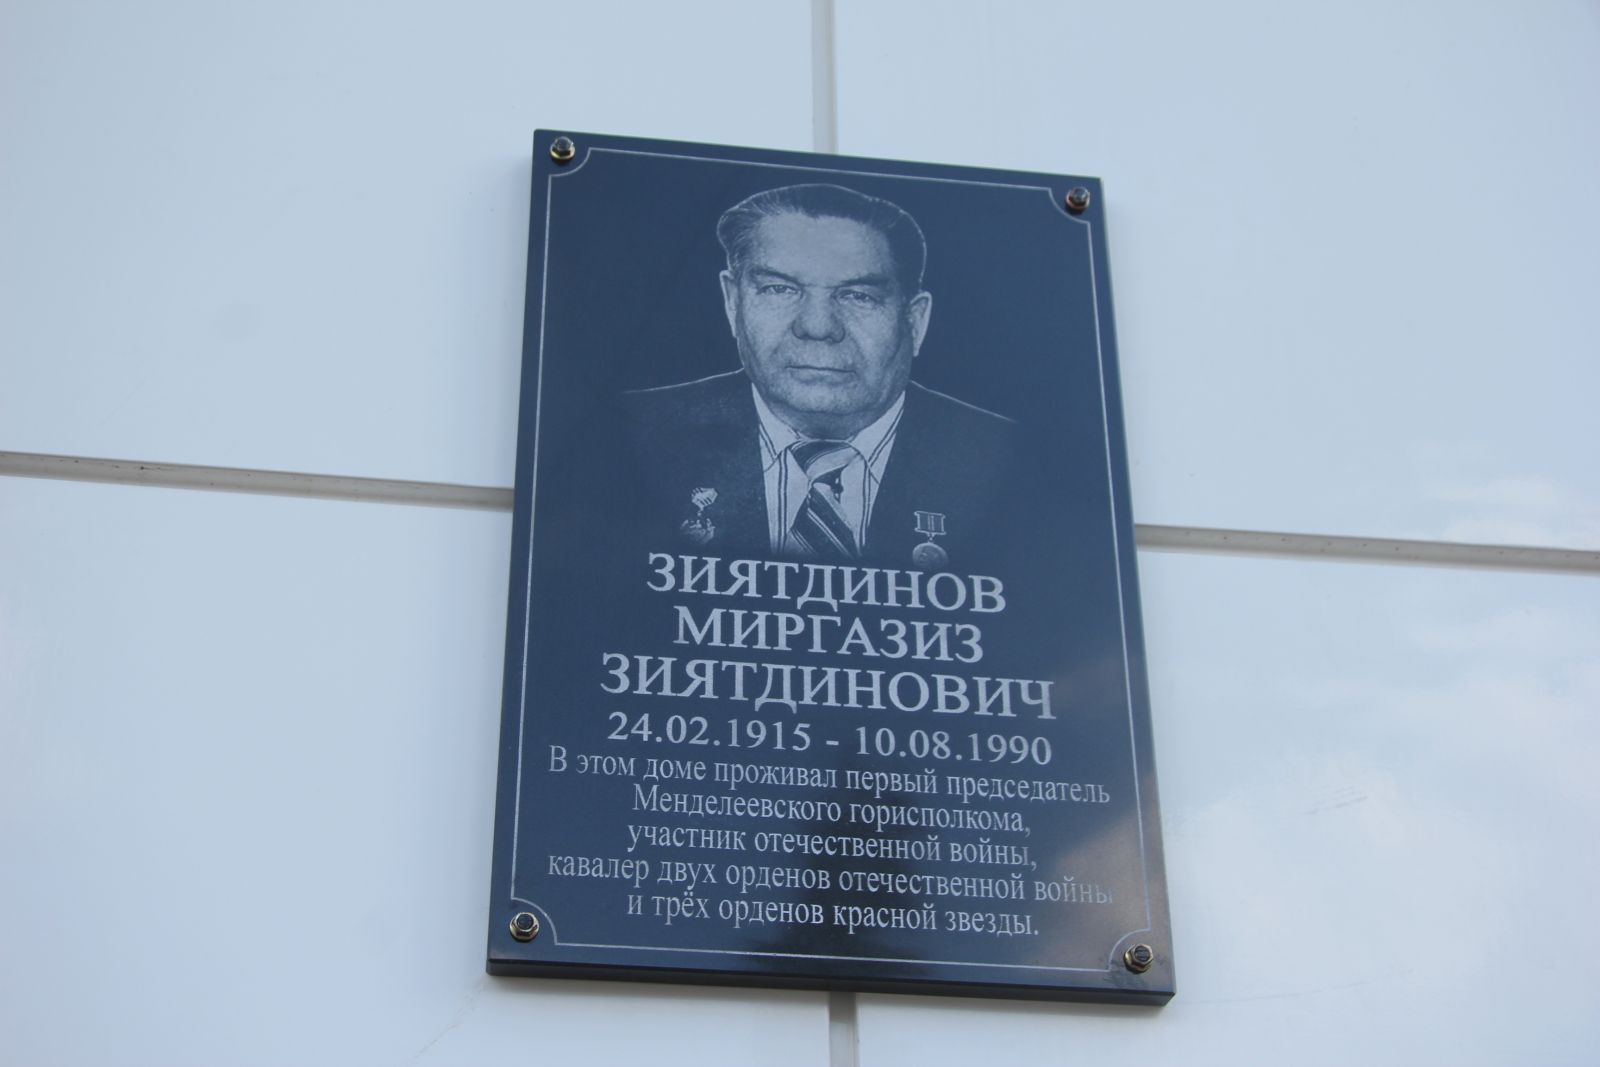 ЗИЯТДИНОВ
МИРГАЗИЗ
ЗИЯТДИНОВИЧ
24.02.1915 - 10.08.1990
В этом доме проживал первый председатель
Менделеевского горисполкома,
участник отечественной войны,
кавалер двух орденов отечественной войны
и трёх орденов красной звезды.